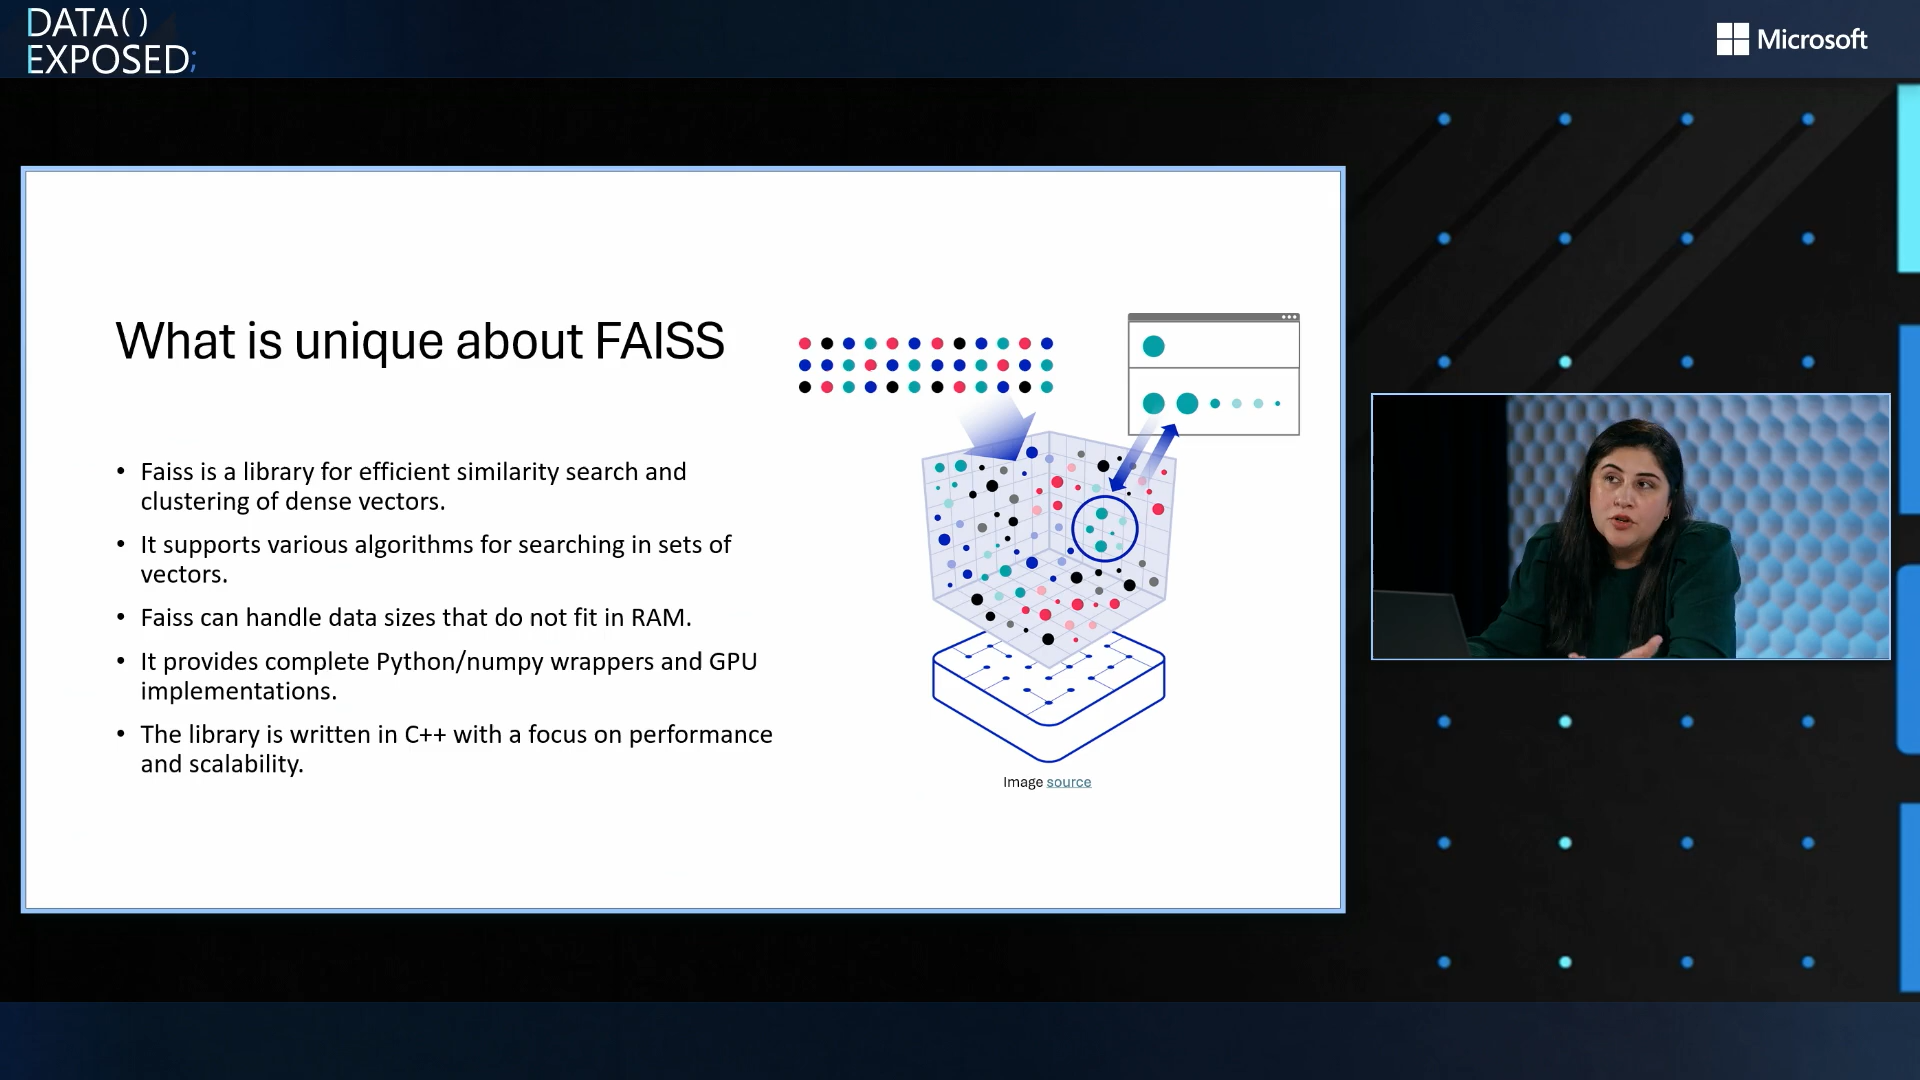 DATA()
EXPOSED;
Microsoft
What is unique about FAISS
• Faiss is a library for efficient similarity search and
clustering of dense vectors.
• It supports various algorithms for searching in sets of
vectors.
• Faiss can handle data sizes that do not fit in RAM.
• It provides complete Python/numpy wrappers and GPU
implementations.
• The library is written in C++ with a focus on performance
and scalability.
Image source